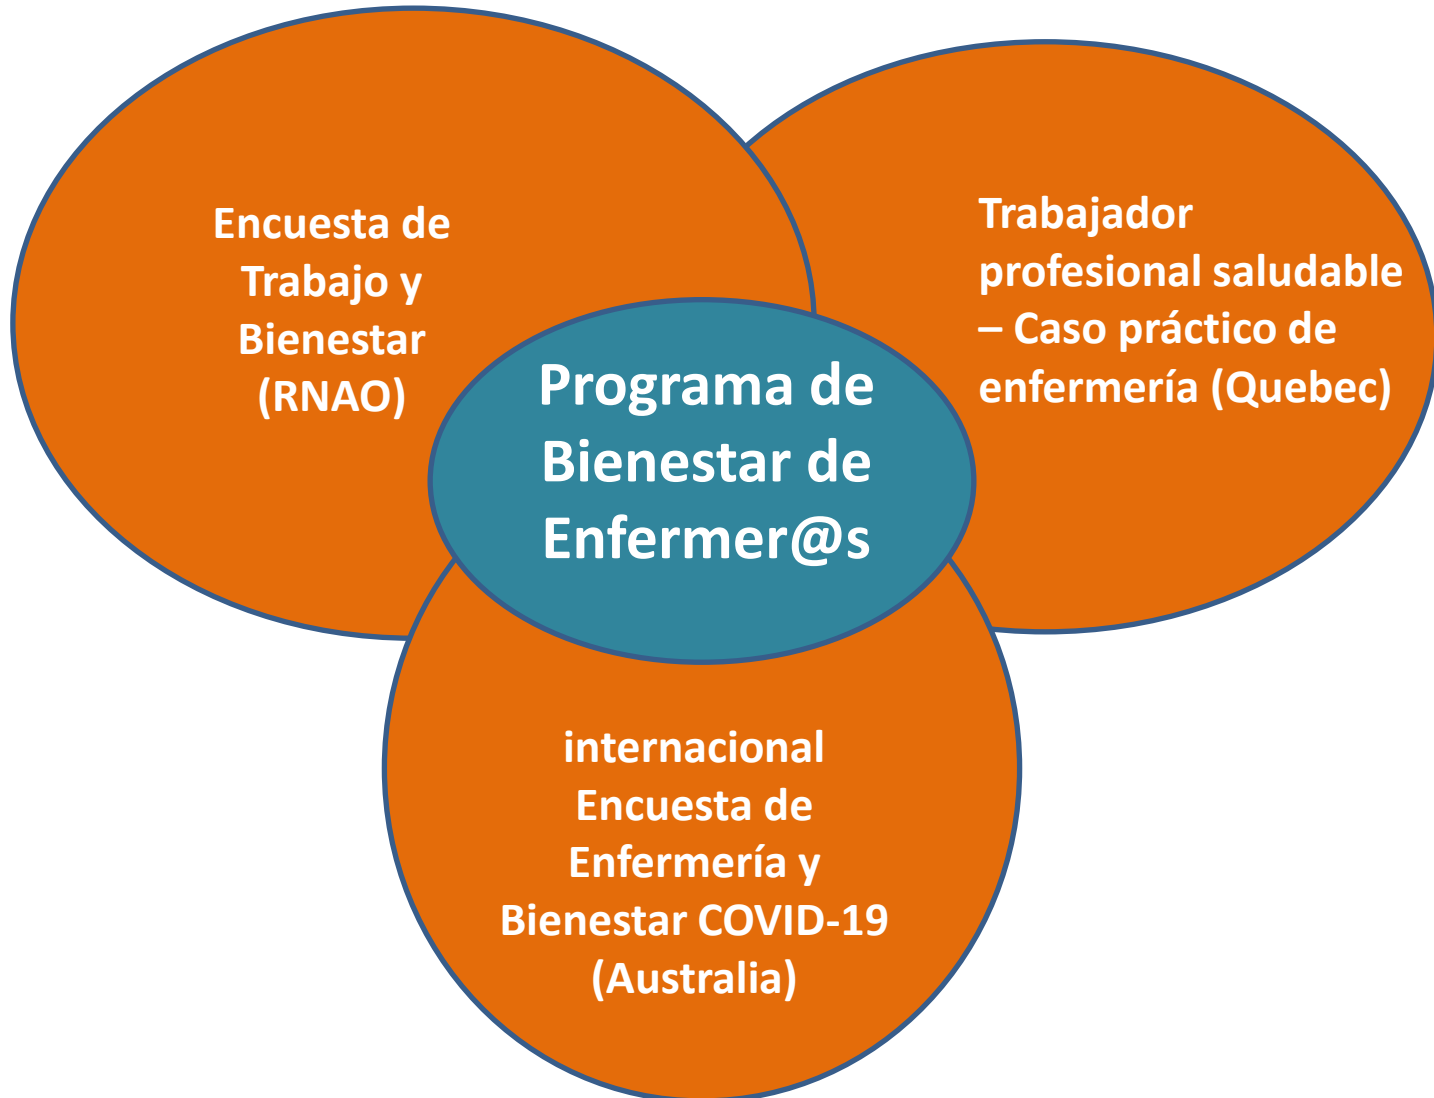 Encuesta de
Trabajo y
Bienestar
(RNAO)
Trabajador
profesional saludable
– Caso práctico de
enfermería (Quebec)
Programa de
Bienestar de
Enfermer@s
internacional
Encuesta de
Enfermería y
Bienestar COVID-19
(Australia)